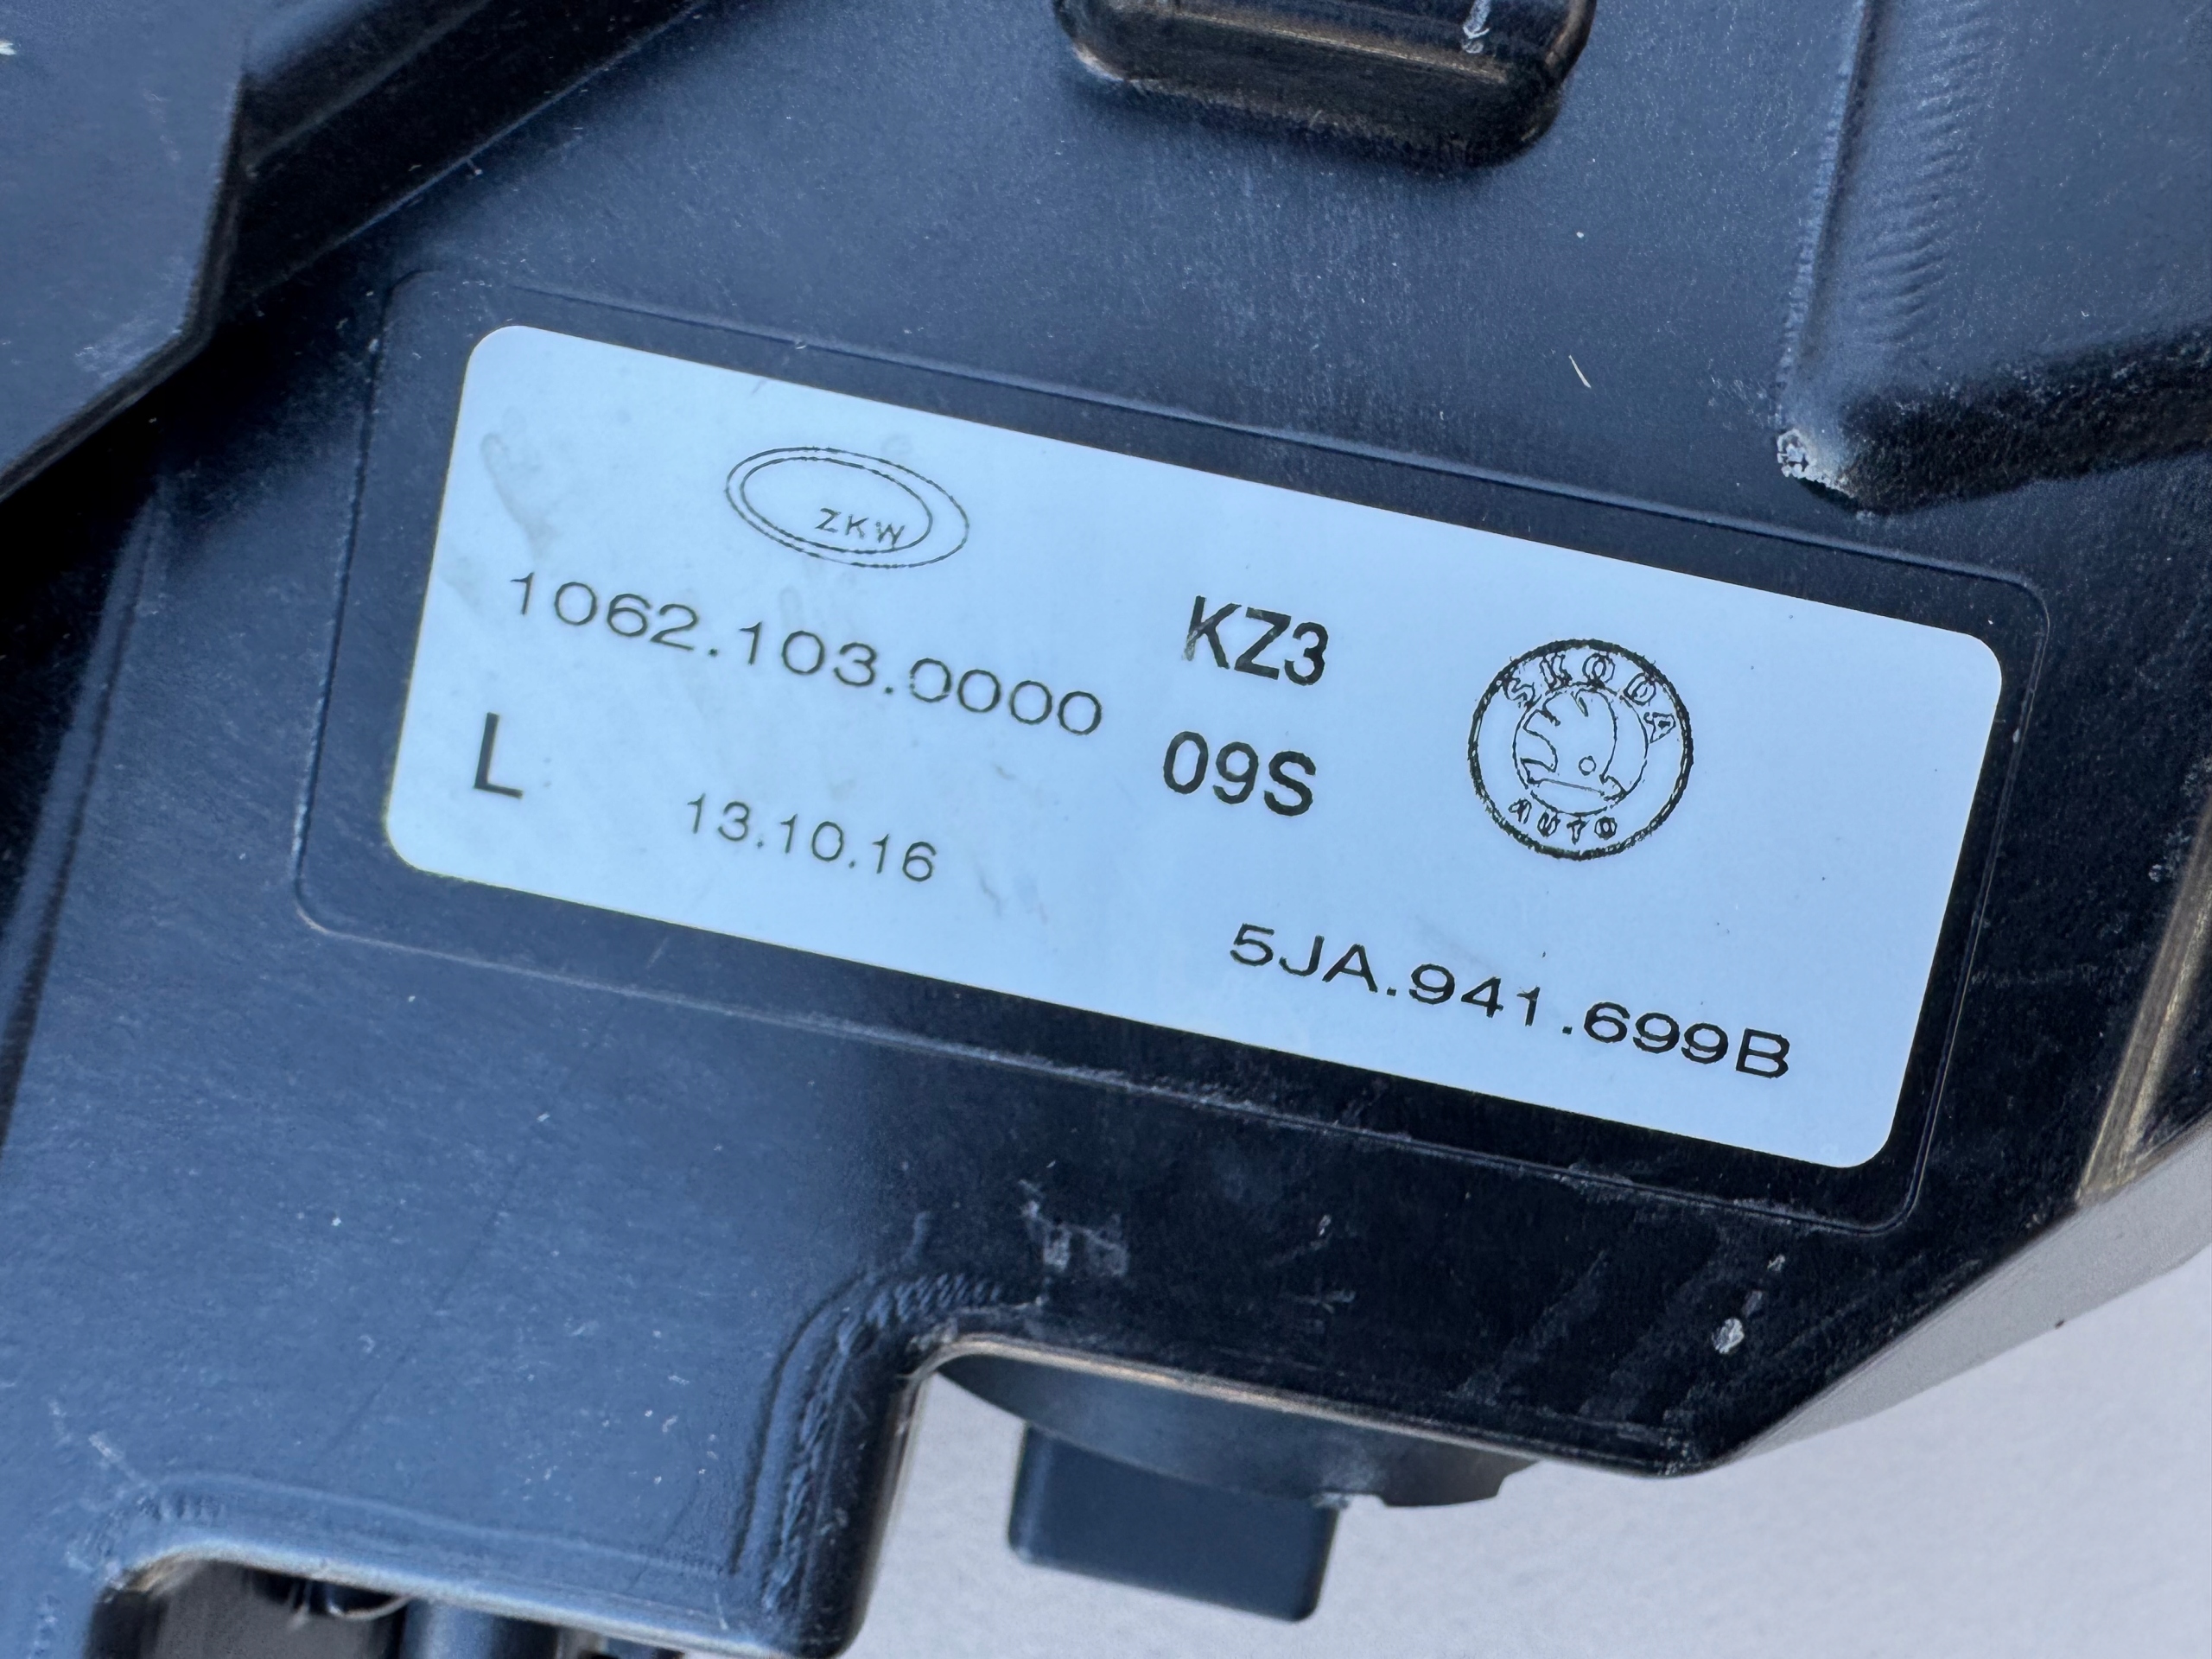 ZKW
1062.103.0000
KZ3
L
13.10.16
09S
SKODA
AUTO
5JA.941.699B